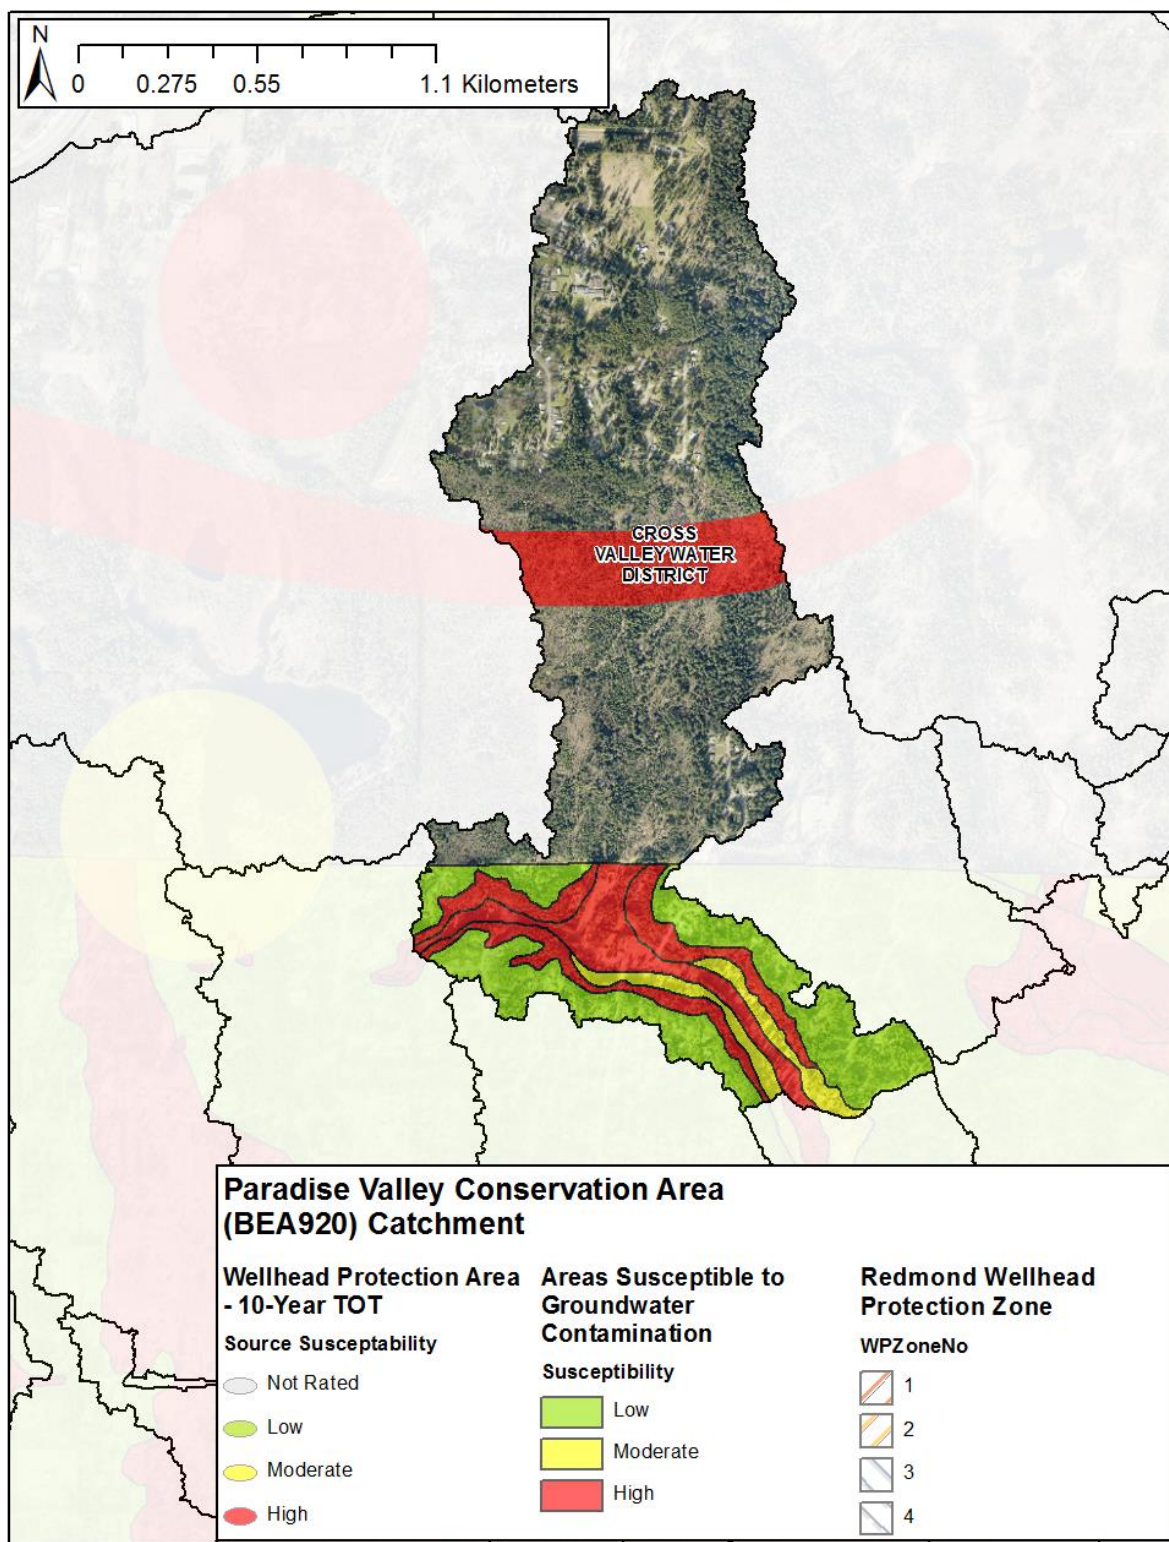 N
0 0.275 0.55 1.1 Kilometers
CROSS
VALLEY WATER
DISTRICT
Paradise Valley Conservation Area
(BEA920) Catchment
Wellhead Protection Area
- 10-Year TOT
Source Susceptability
Not Rated
Low
Moderate
High
Areas Susceptible to
Groundwater
Contamination
Susceptibility
Low
Moderate
High
Redmond Wellhead
Protection Zone
WPZoneNo
1
2
3
4